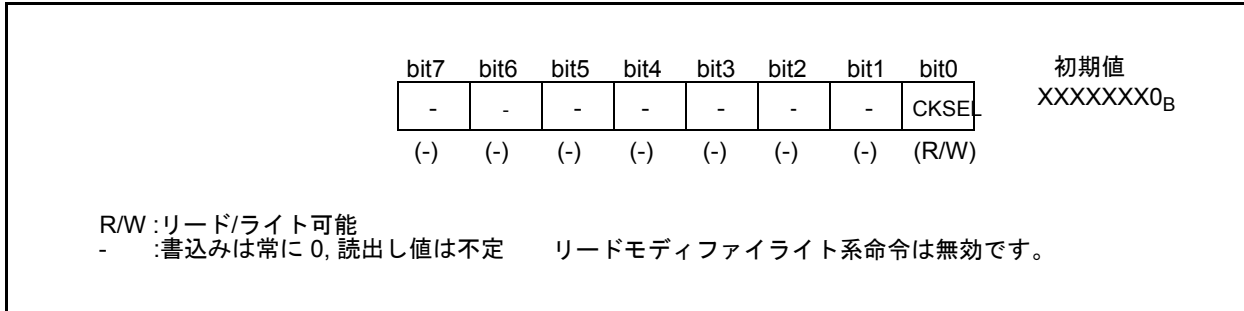 bit7 bit6 bit5 bit4 bit3 bit2 bit1 bit0 初期値
- - - - - - - CKSEL XXXXXXX0B
(-) (-) (-) (-) (-) (-) (-) (R/W)
R/W :リード/ライト可能
- :書込みは常に 0, 読出し値は不定 リードモディファイライト系命令は無効です。